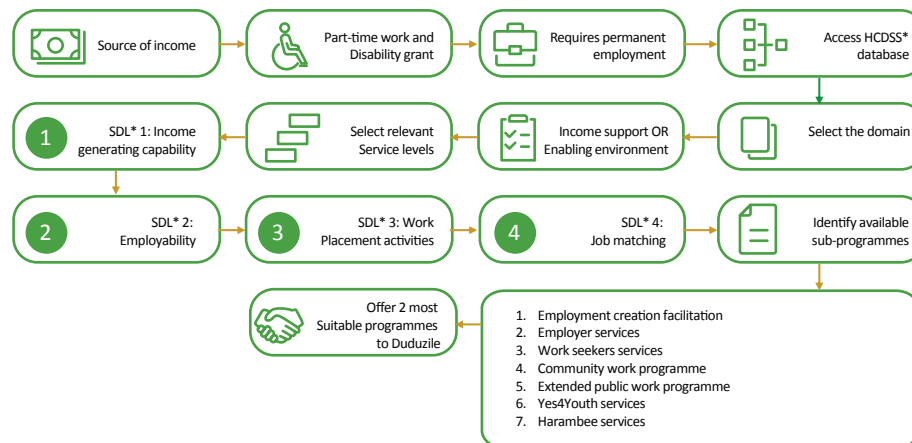 Source of income
Part-time work and
Disability grant
Requires permanent
employment
Access HCDSS*
database
Select the domain
Income support OR
Enabling environment
Select relevant
Service levels
1
SDL* 1: Income
generating capability
2
SDL* 2:
Employability
3
SDL* 3: Work
Placement activities
4
SDL* 4:
Job matching
Identify available
sub-programmes
1. Employment creation facilitation
2. Employer services
3. Work seekers services
4. Community work programme
5. Extended public work programme
6. Yes4Youth services
7. Harambee services
Offer 2 most
Suitable programmes
to Duduzile